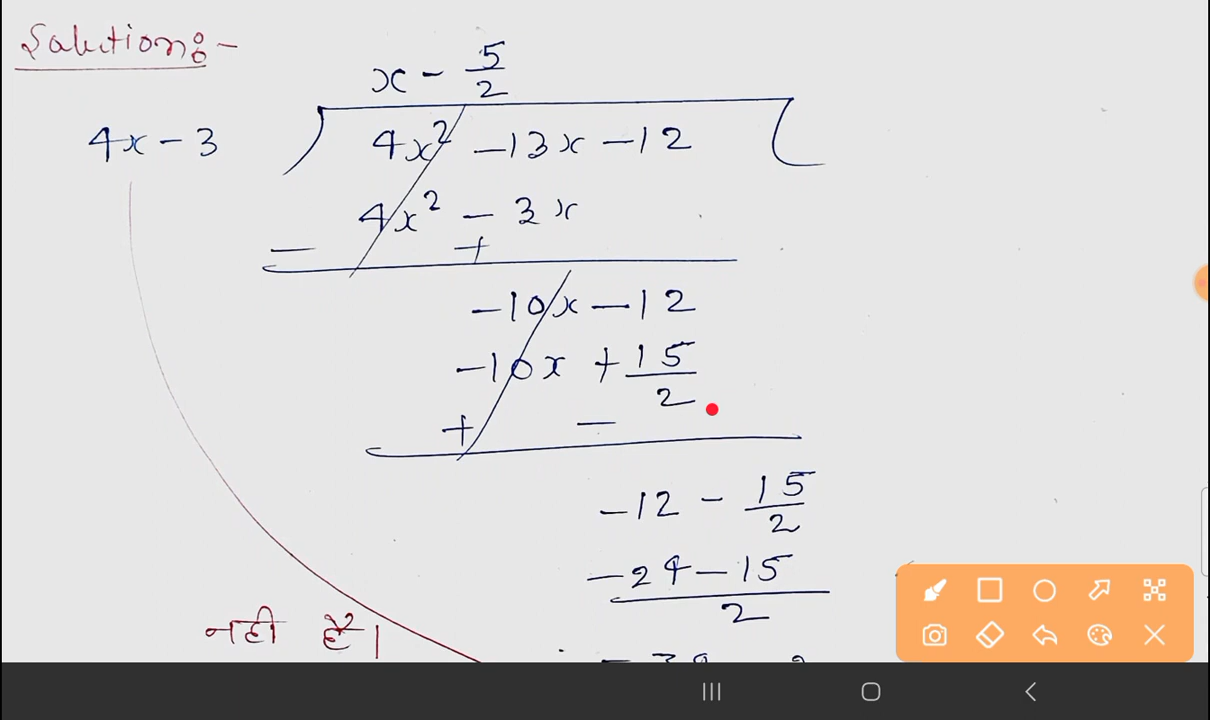 Solution:-
x - 5/2
4x - 3 ) 4x² - 13x - 12 (
4x² - 3x
- +
-10x - 12
-10x + 15/2
+ -
-12 - 15/2
-24 - 15
2
नही है।